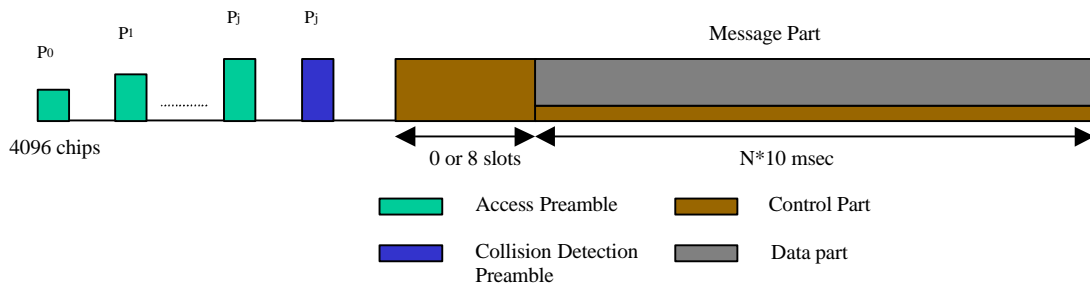 P0
P1
Pj
Pj
Message Part
.............
4096 chips
0 or 8 slots
N*10 msec
Access Preamble
Control Part
Collision Detection
Preamble
Data part